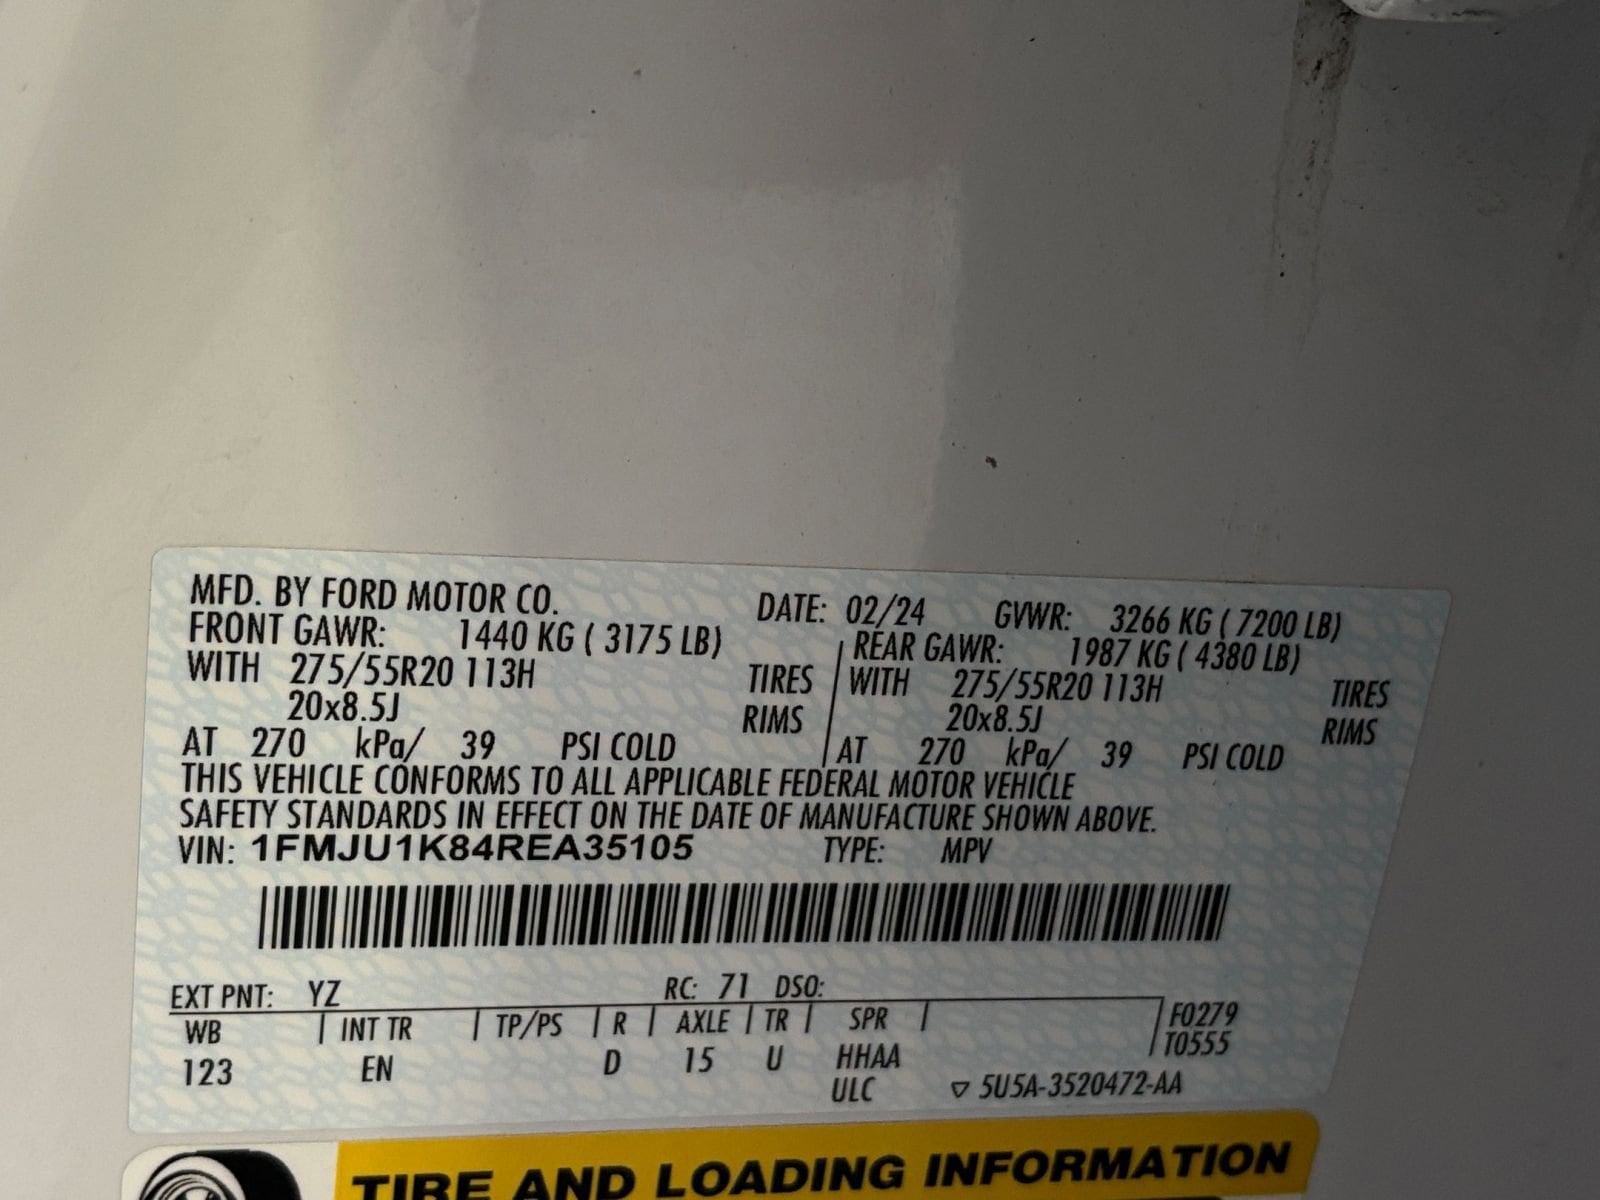 MFD. BY FORD MOTOR CO. DATE: 02/24 GVWR: 3266 KG ( 7200 LB)
FRONT GAWR: 1440 KG ( 3175 LB) REAR GAWR: 1987 KG ( 4380 LB)
WITH 275/55R20 113H TIRES WITH 275/55R20 113H TIRES
20x8.5J RIMS 20x8.5J RIMS
AT 270 kPa/ 39 PSI COLD AT 270 kPa/ 39 PSI COLD
THIS VEHICLE CONFORMS TO ALL APPLICABLE FEDERAL MOTOR VEHICLE
SAFETY STANDARDS IN EFFECT ON THE DATE OF MANUFACTURE SHOWN ABOVE.
VIN: 1FMJU1K84REA35105 TYPE: MPV
EXT PNT: YZ RC: 71 DSO:
WB INT TR TP/PS R AXLE TR SPR F0279
T0555
123 EN D 15 U HHAA
ULC ▽ 5U5A-3520472-AA
TIRE AND LOADING INFORMATION